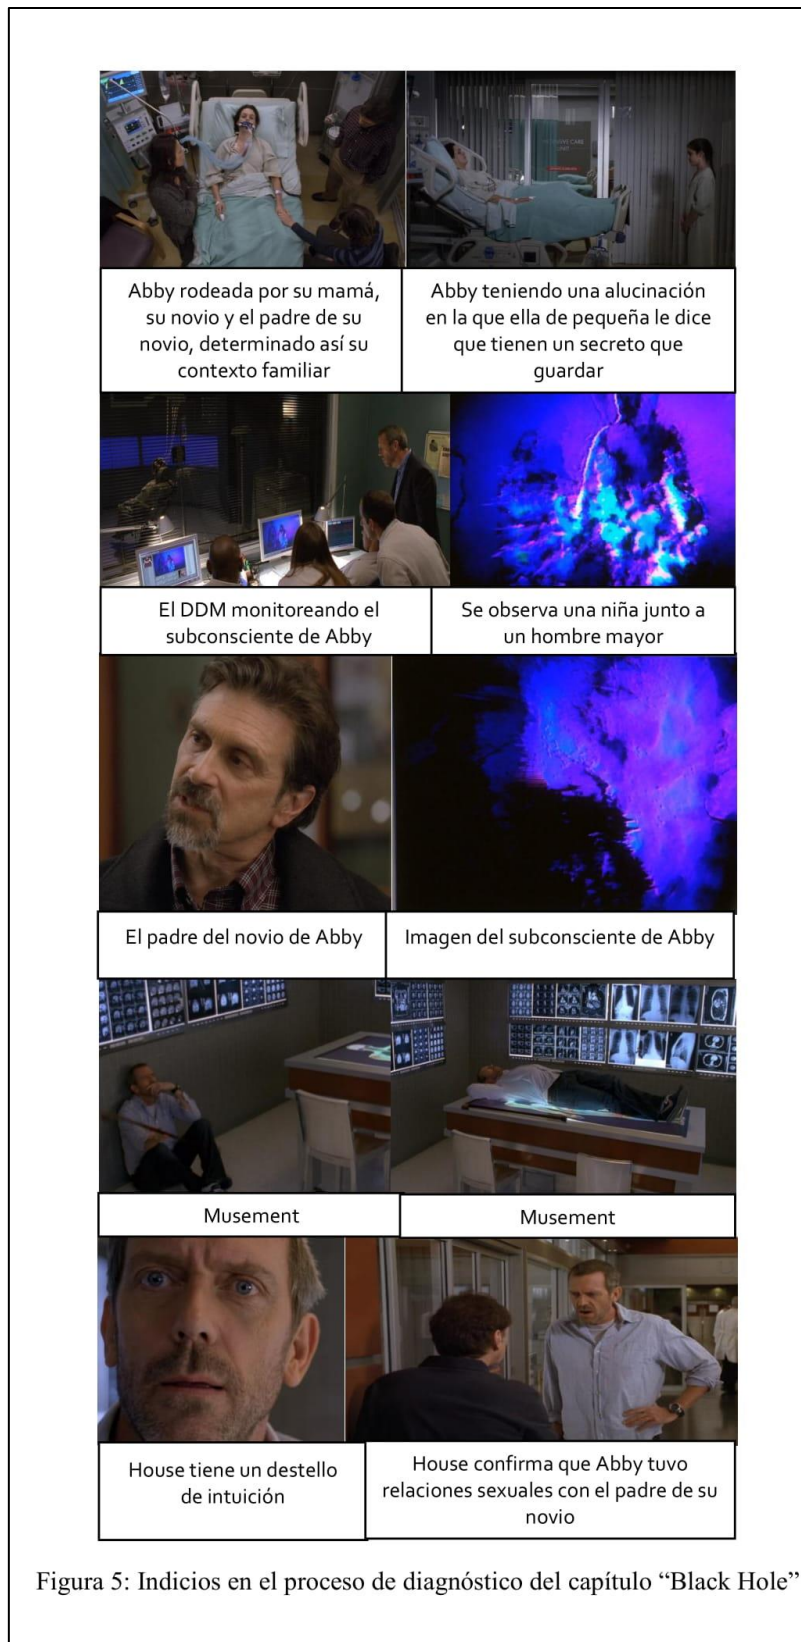 Abby rodeada por su mamá,
su novio y el padre de su
novio, determinado así su
contexto familiar
Abby teniendo una alucinación
en la que ella de pequeña le dice
que tienen un secreto que
guardar
El DDM monitoreando el
subconsciente de Abby
Se observa una niña junto a
un hombre mayor
El padre del novio de Abby
Imagen del subconsciente de Abby
Musement
Musement
House tiene un destello
de intuición
House confirma que Abby tuvo
relaciones sexuales con el padre de su
novio
Figura 5: Indicios en el proceso de diagnóstico del capítulo “Black Hole”